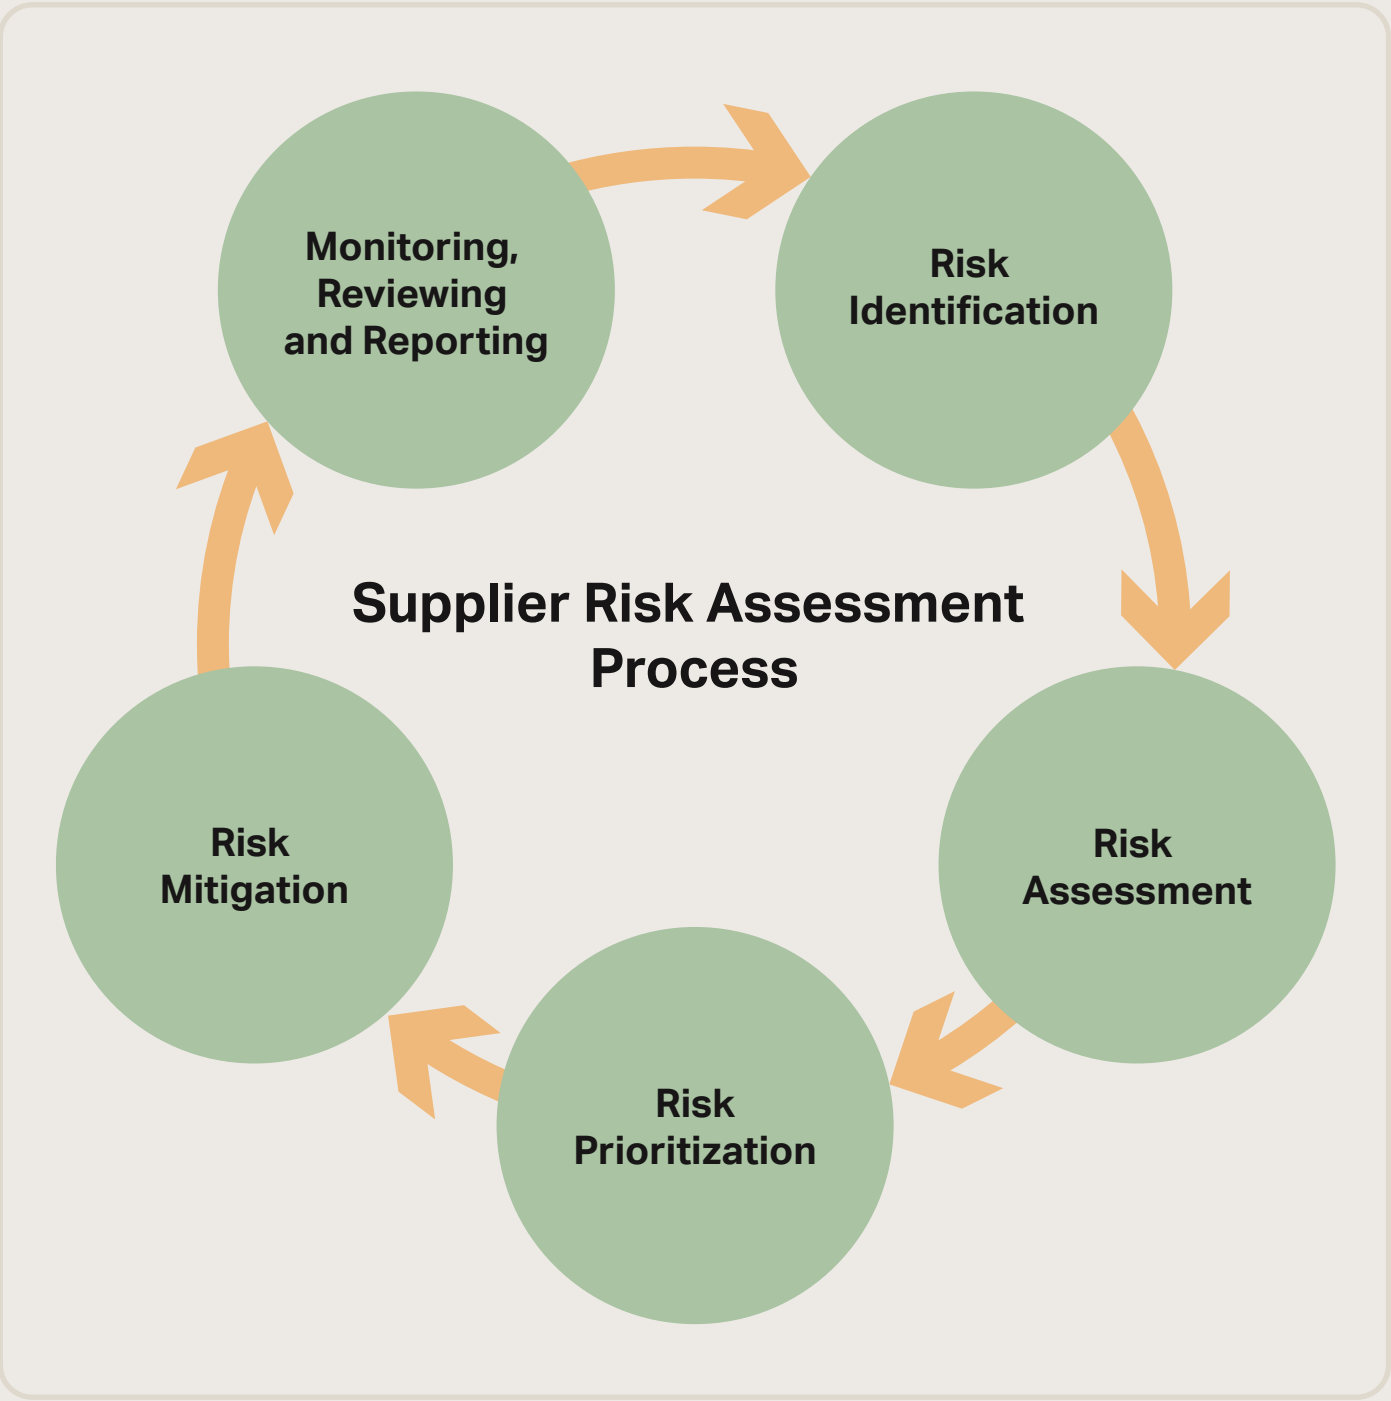 Monitoring,
Reviewing
and Reporting
Risk
Identification
Supplier Risk Assessment
Process
Risk
Mitigation
Risk
Assessment
Risk
Prioritization